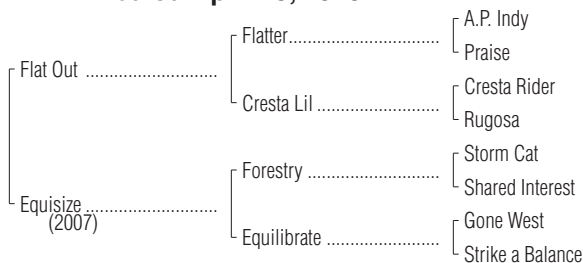 A.P. Indy
Flatter
Praise
Flat Out
Cresta Rider
Cresta Lil
Rugosa
Storm Cat
Forestry
Shared Interest
Equisize
(2007)
Gone West
Equilibrate
Strike a Balance